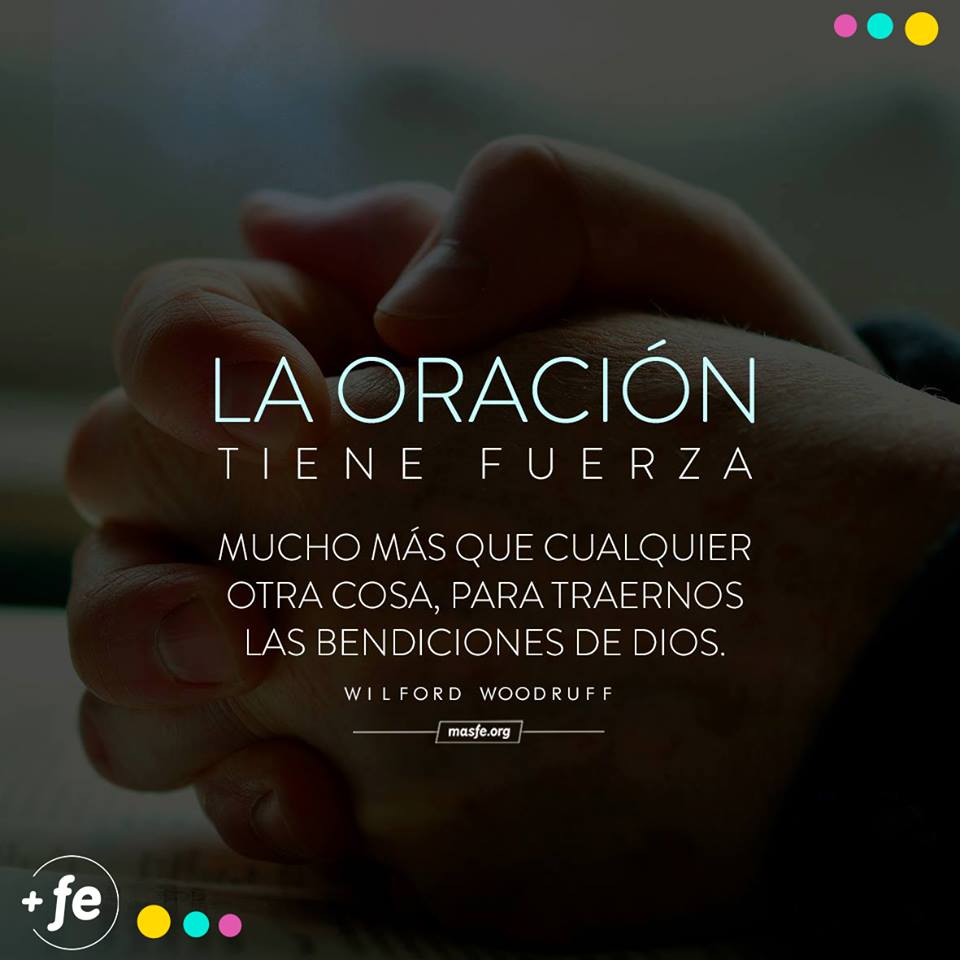 LA ORACIÓN
TIENE FUERZA
MUCHO MÁS QUE CUALQUIER
OTRA COSA, PARA TRAERNOS
LAS BENDICIONES DE DIOS.
WILFORD WOODRUFF
masfe.org
+fe